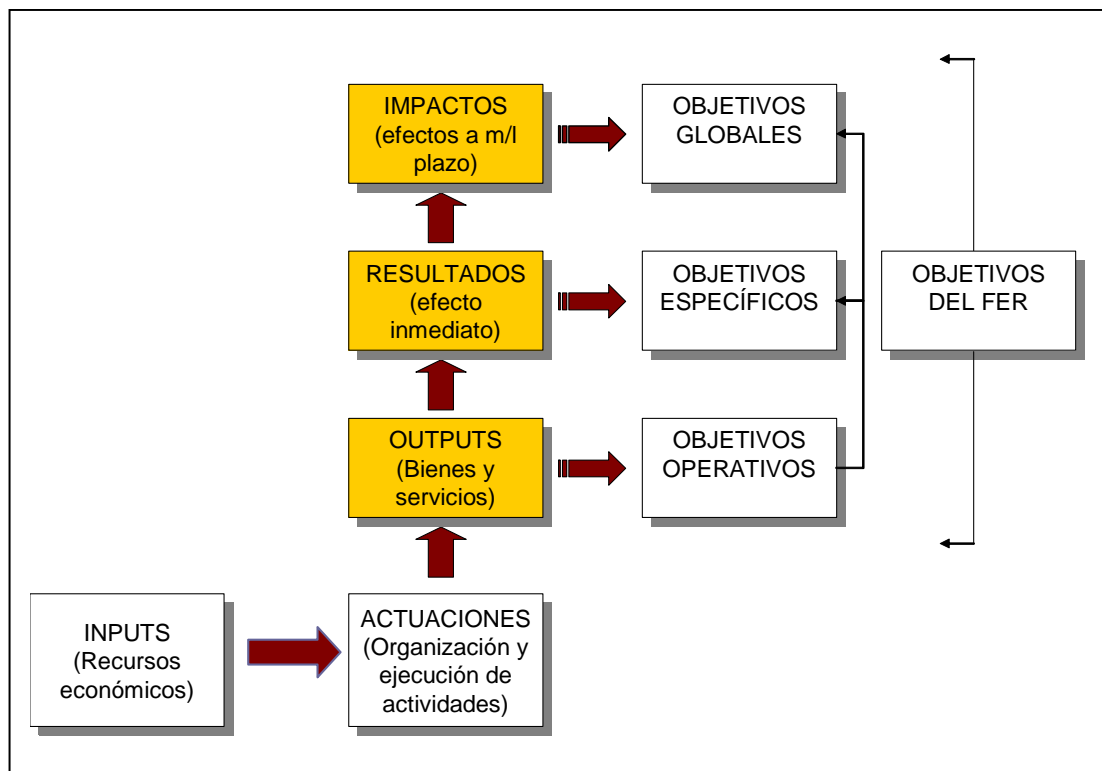 IMPACTOS
(efectos a m/l
plazo)
OBJETIVOS
GLOBALES
RESULTADOS
(efecto
inmediato)
OBJETIVOS
ESPECÍFICOS
OBJETIVOS
DEL FER
OUTPUTS
(Bienes y
servicios)
OBJETIVOS
OPERATIVOS
INPUTS
(Recursos
económicos)
ACTUACIONES
(Organización y
ejecución de
actividades)